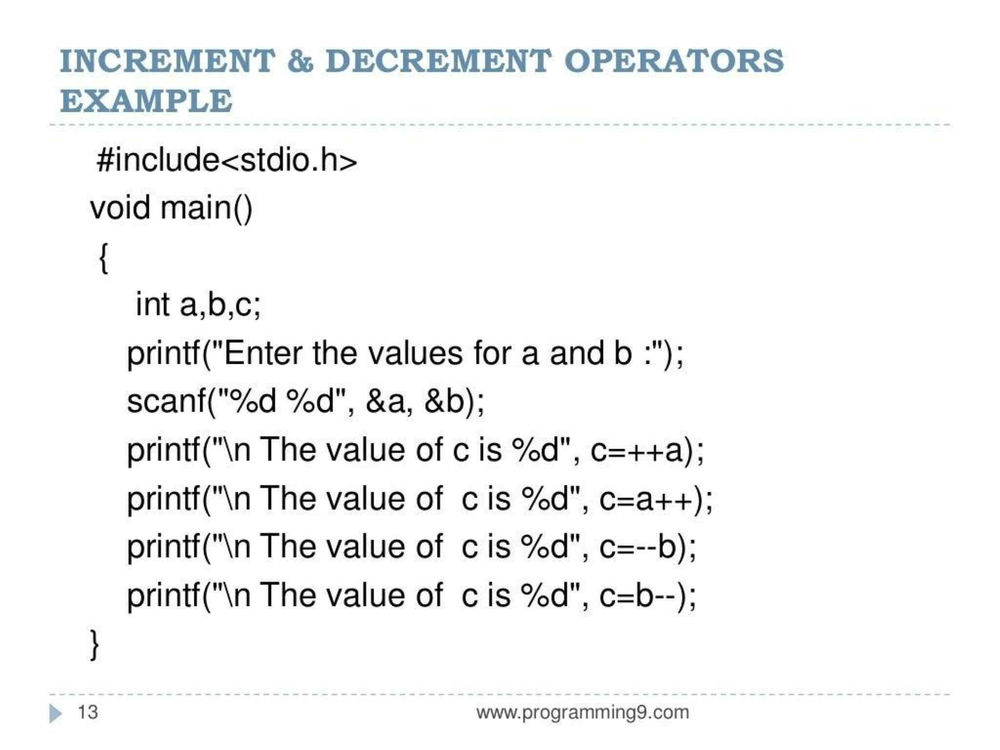 INCREMENT & DECREMENT OPERATORS
EXAMPLE
#include<stdio.h>
void main()
{
int a,b,c;
printf("Enter the values for a and b :");
scanf("%d %d", &a, &b);
printf("\n The value of c is %d", c=++a);
printf("\n The value of  c is %d", c=a++);
printf("\n The value of  c is %d", c=--b);
printf("\n The value of  c is %d", c=b--);
}
13
www.programming9.com